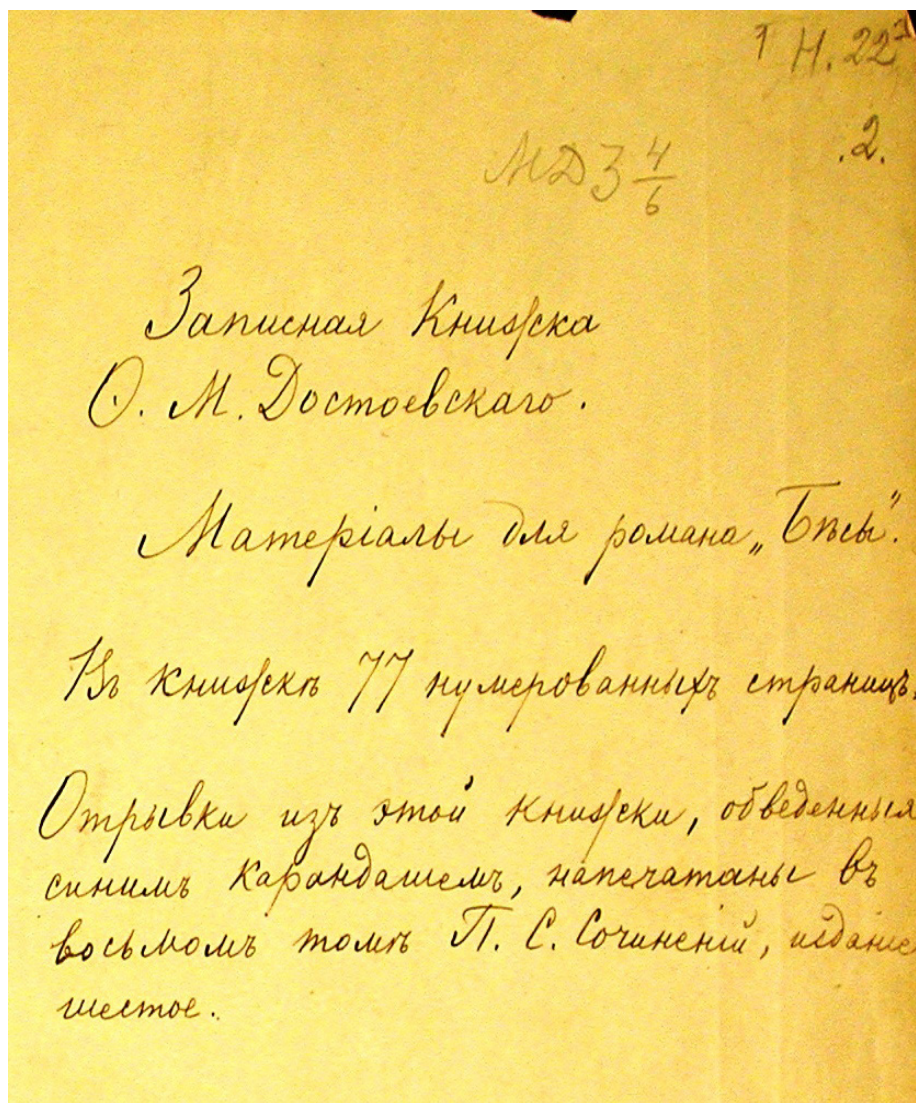 Н. 22
.2.
МД З 4/6
Записная Книжка
Ѳ. М. Достоевскаго.
Матеріалы для романа „Бѣсы".
Въ книжкѣ 77 нумерованныхъ страницъ.
Отрывки изъ этой книжки, обведенныя
синимъ карандашемъ, напечатаны въ
восьмомъ томѣ П. С. Сочиненій, изданіе
шестое.